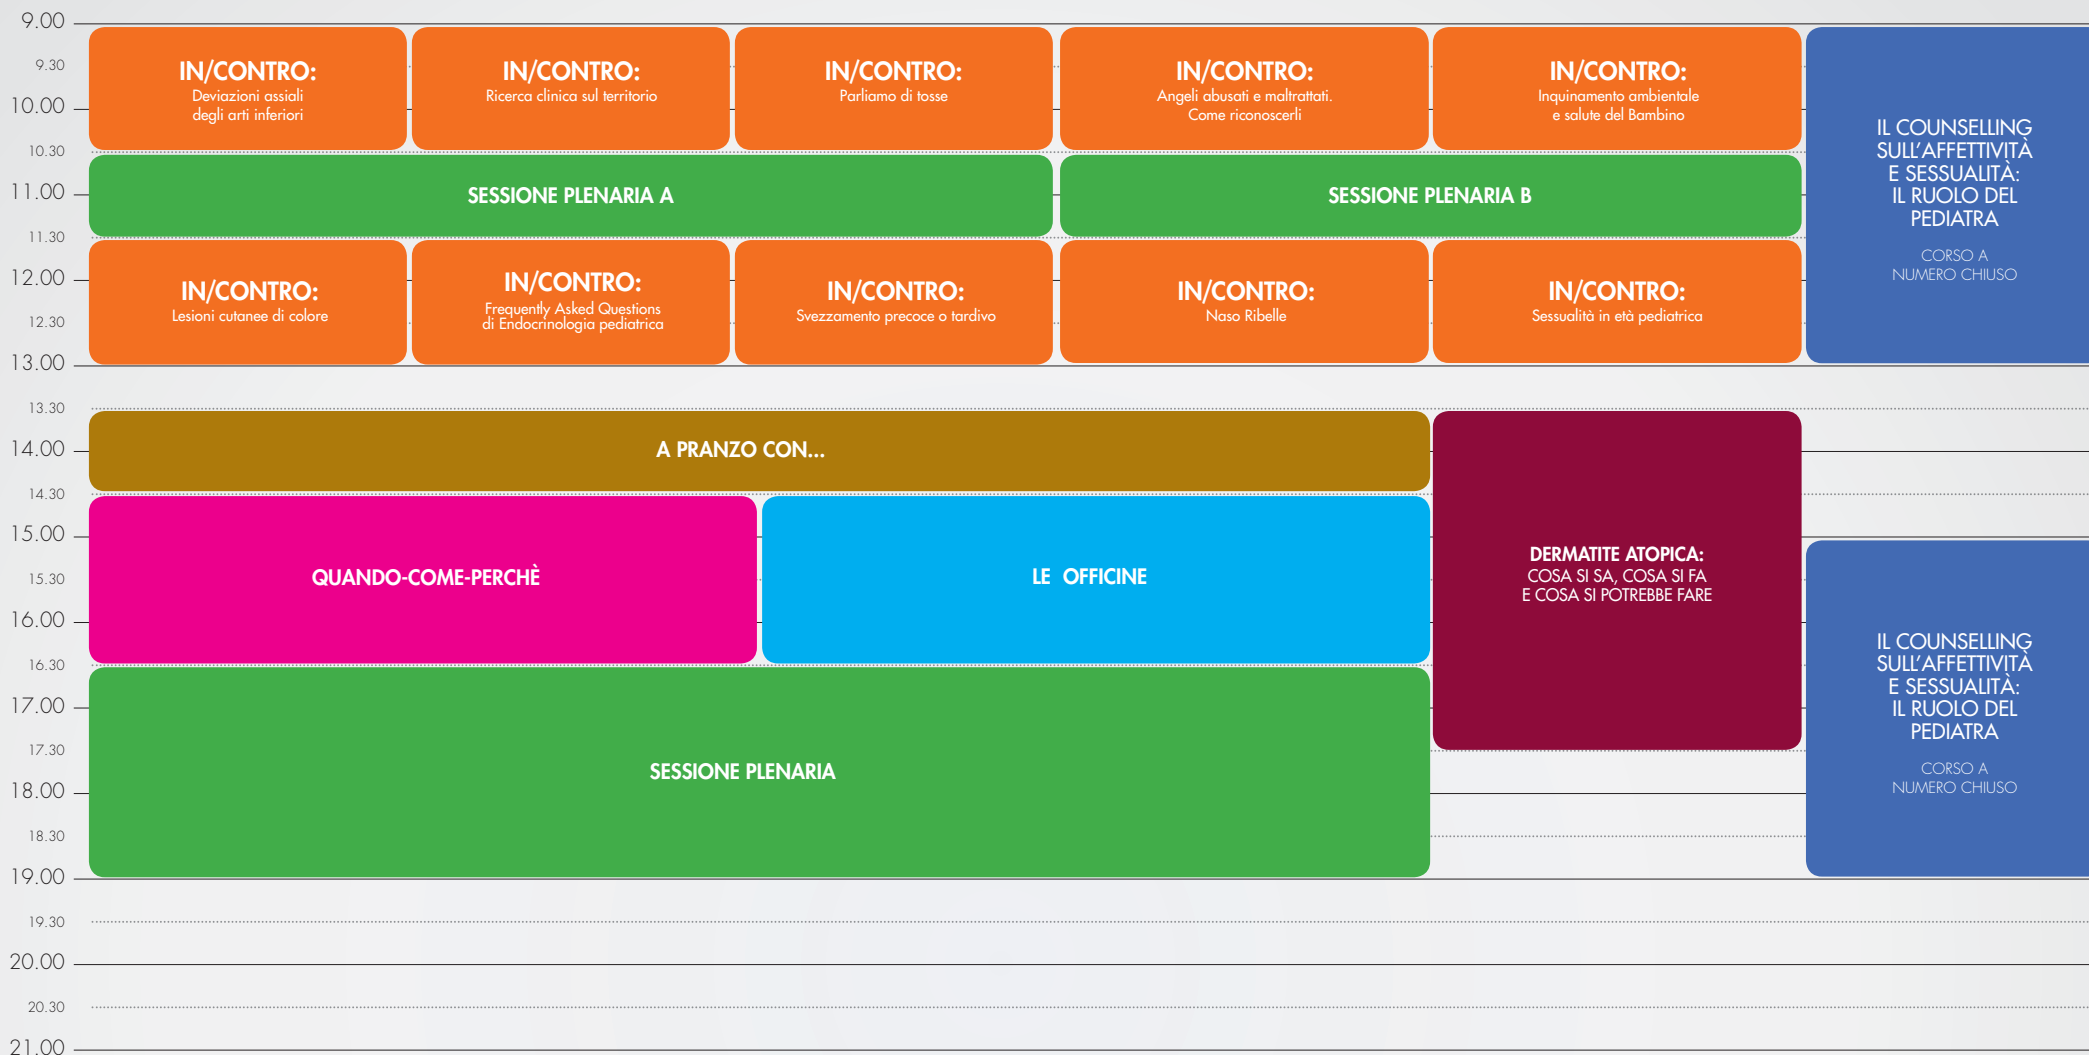 9.00
9.30
10.00
10.30
11.00
11.30
12.00
12.30
13.00
13.30
14.00
14.30
15.00
15.30
16.00
16.30
17.00
17.30
18.00
18.30
19.00
19.30
20.00
20.30
21.00
IN/CONTRO:
Deviazioni assiali
degli arti inferiori
IN/CONTRO:
Ricerca clinica sul territorio
IN/CONTRO:
Parliamo di tosse
IN/CONTRO:
Angeli abusati e maltrattati.
Come riconoscerli
IN/CONTRO:
Inquinamento ambientale
e salute del Bambino
IL COUNSELLING
SULL'AFFETTIVITÀ
E SESSUALITÀ:
IL RUOLO DEL
PEDIATRA
CORSO A
NUMERO CHIUSO
SESSIONE PLENARIA A
SESSIONE PLENARIA B
IN/CONTRO:
Lesioni cutanee di colore
IN/CONTRO:
Frequently Asked Questions
di Endocrinologia pediatrica
IN/CONTRO:
Svezzamento precoce o tardivo
IN/CONTRO:
Naso Ribelle
IN/CONTRO:
Sessualità in età pediatrica
A PRANZO CON...
QUANDO-COME-PERCHÈ
LE OFFICINE
DERMATITE ATOPICA:
COSA SI SA, COSA SI FA
E COSA SI POTREBBE FARE
IL COUNSELLING
SULL'AFFETTIVITÀ
E SESSUALITÀ:
IL RUOLO DEL
PEDIATRA
CORSO A
NUMERO CHIUSO
SESSIONE PLENARIA